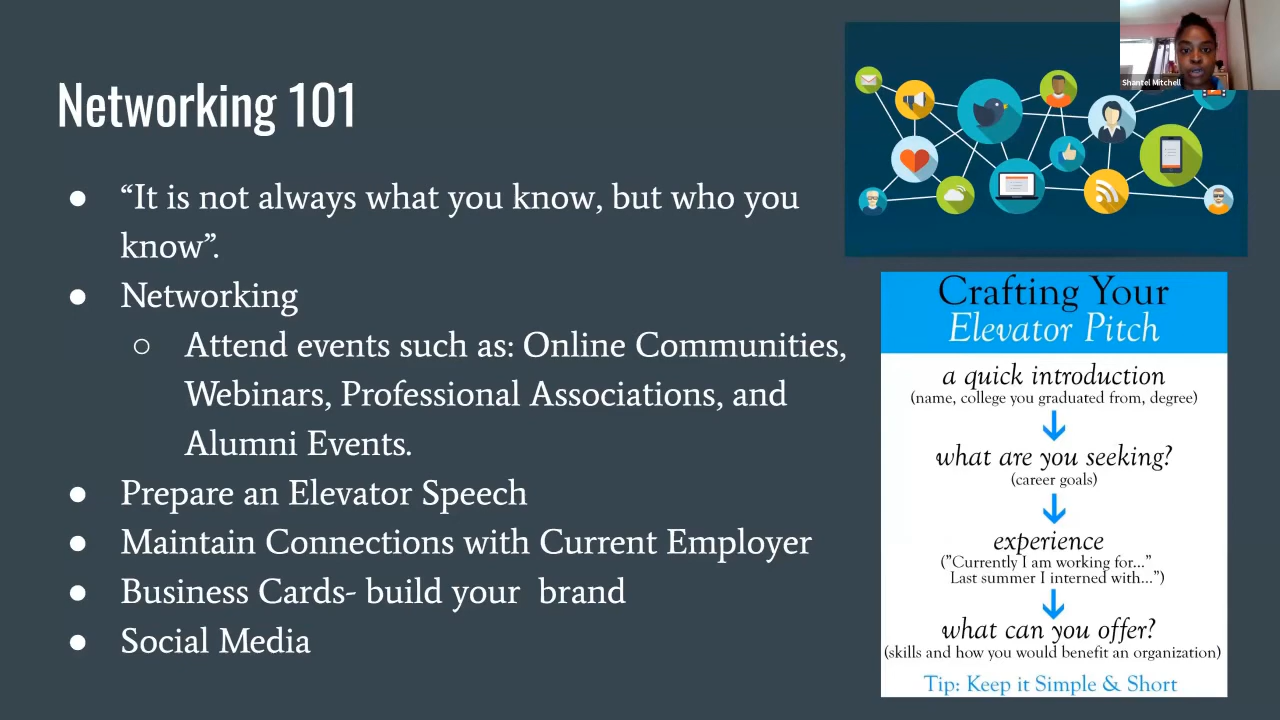 Networking 101
● “It is not always what you know, but who you
know”.
● Networking
○ Attend events such as: Online Communities,
Webinars, Professional Associations, and
Alumni Events.
● Prepare an Elevator Speech
● Maintain Connections with Current Employer
● Business Cards- build your  brand
● Social Media
Shantel Mitchell
Crafting Your
Elevator Pitch
a quick introduction
(name, college you graduated from, degree)
what are you seeking?
(career goals)
experience
("Currently I am working for..."
Last summer I interned with...")
what can you offer?
(skills and how you would benefit an organization)
Tip: Keep it Simple & Short